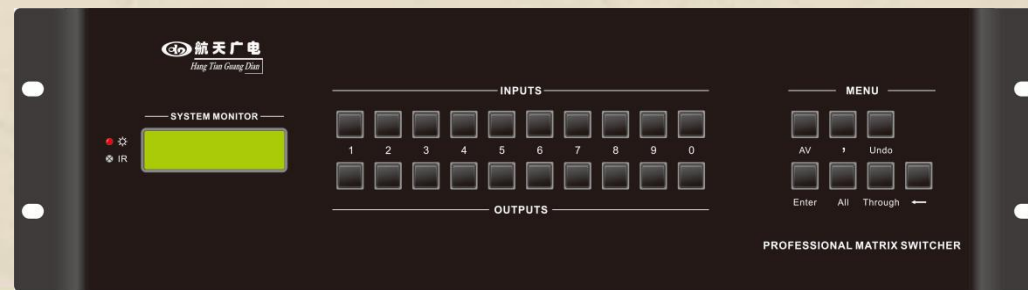 航天广电
Hang Tian Guang Dian
SYSTEM MONITOR
IR
INPUTS
1 2 3 4 5 6 7 8 9 0
OUTPUTS
MENU
AV , Undo
Enter All Through ←
PROFESSIONAL MATRIX SWITCHER